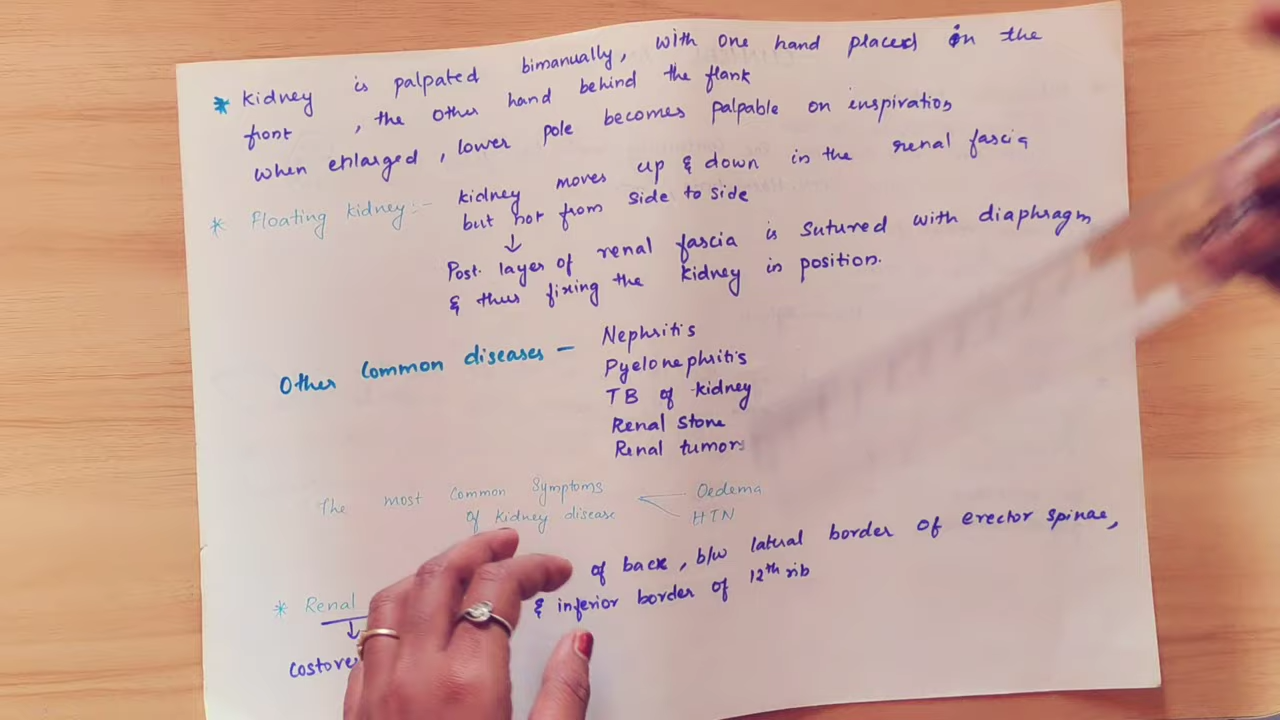 * kidney is palpated bimanually, with one hand placed in the
front , the other hand behind the flank
when enlarged, lower pole becomes palpable on inspiration
* Floating kidney:- kidney moves up & down in the renal fascia
but not from side to side
↓
Post. layer of renal fascia is sutured with diaphragm
& thus fixing the kidney in position.
Other common diseases - Nephritis
Pyelonephritis
TB of kidney
Renal stone
Renal tumors
The most common symptoms of kidney disease
Oedema
HTN
* Renal of back, b/w lateral border of erector spinae,
↓ & inferior border of 12th rib
costove